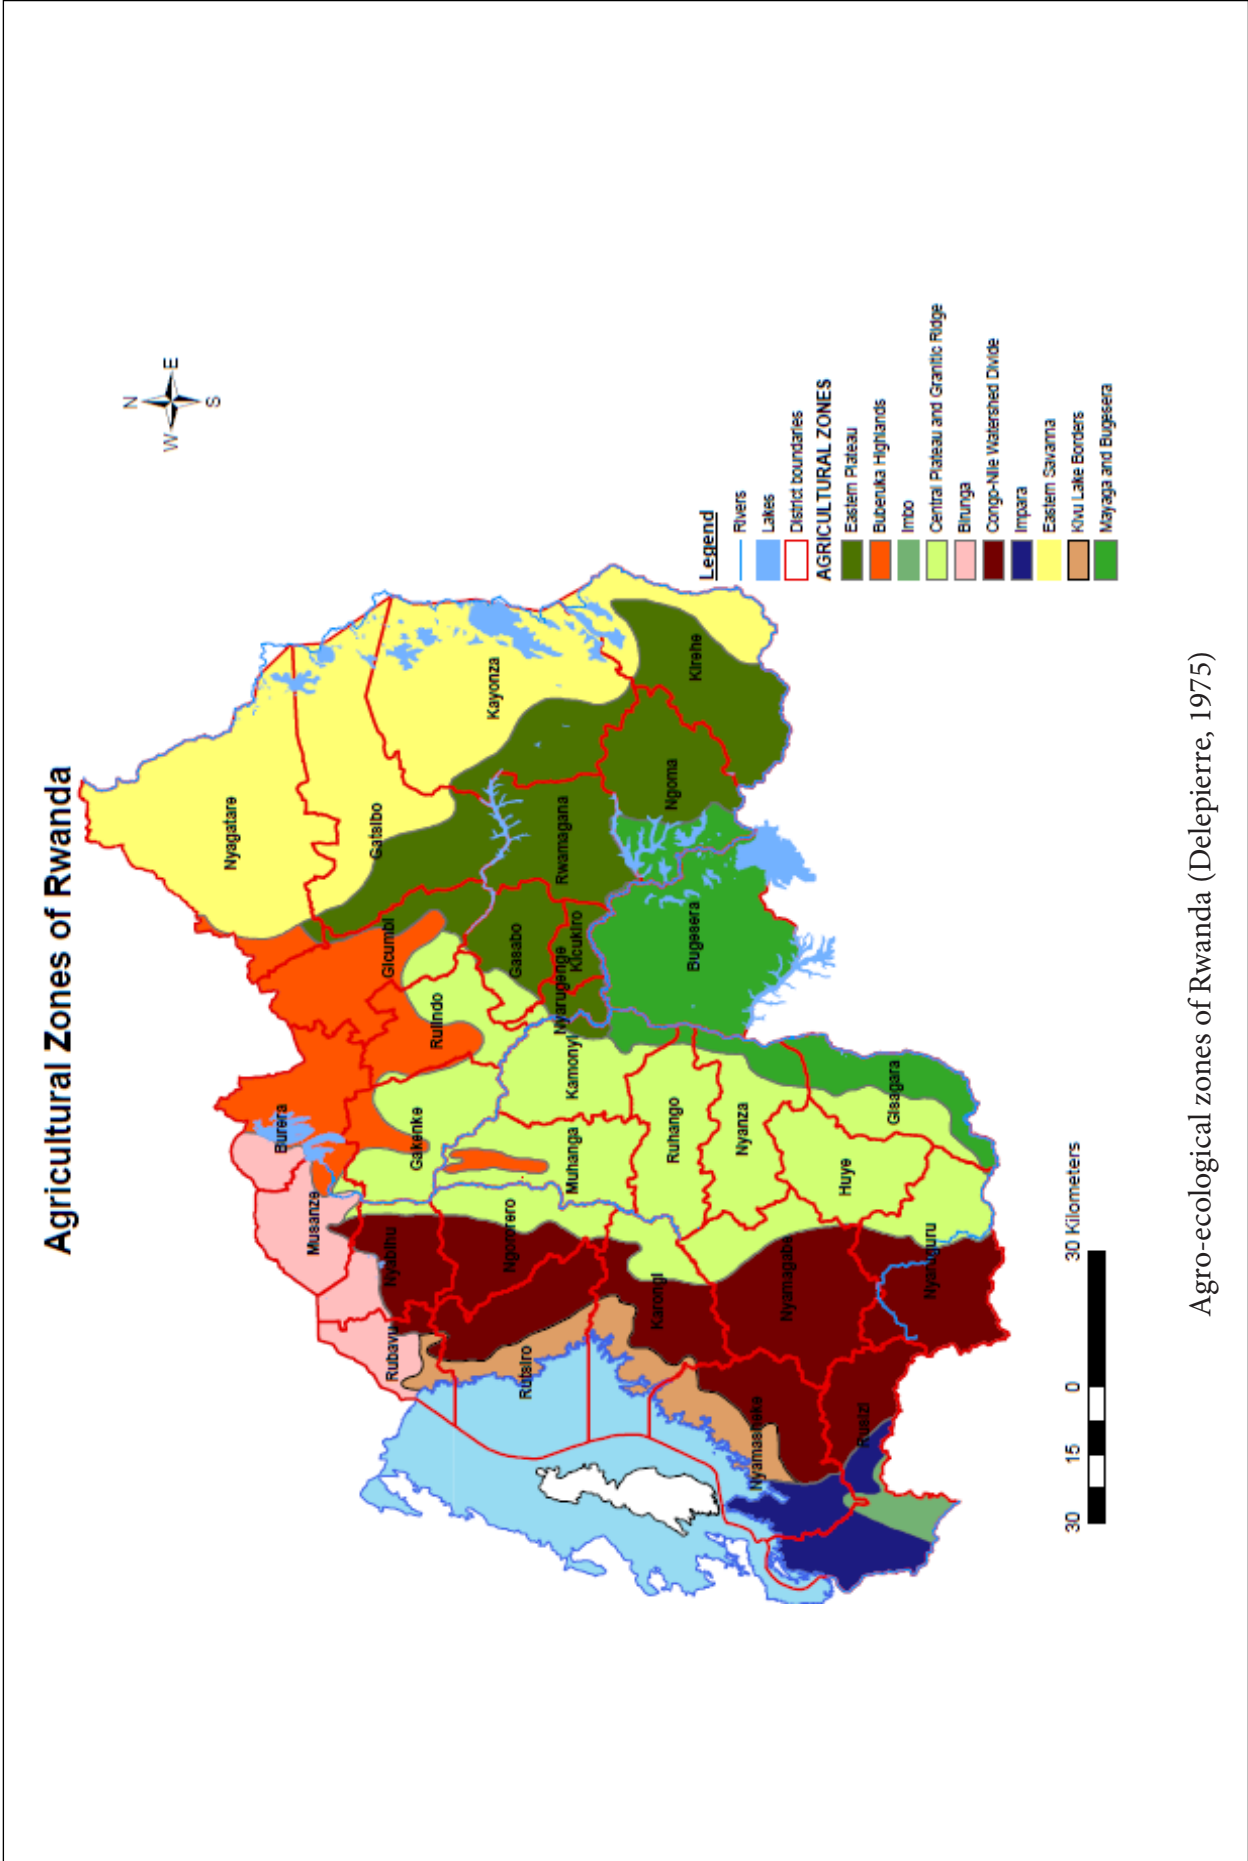 Agricultural Zones of Rwanda
N
W
E
S
Nyagatare
Gatsibo
Kayonza
Burera
Gicumbi
Musanze
Rulindo
Gakenke
Nyabihu
Rubavu
Gasabo
Rwamagana
Kirehe
Ngororero
Rutsiro
Muhanga
Kamonyi
Nyarugenge
Kicukiro
Ngoma
Bugesera
Karongi
Ruhango
Nyanza
Nyamagabe
Nyamasheke
Huye
Gisagara
Rusizi
Nyaruguru
Legend
Rivers
Lakes
District boundaries
AGRICULTURAL ZONES
Eastern Plateau
Buberuka Highlands
Imbo
Central Plateau and Granitic Ridge
Birunga
Congo-Nile Watershed Divide
Impara
Eastern Savanna
Kivu Lake Borders
Mayaga and Bugesera
30 15 0 30 Kilometers
Agro-ecological zones of Rwanda (Delepierre, 1975)